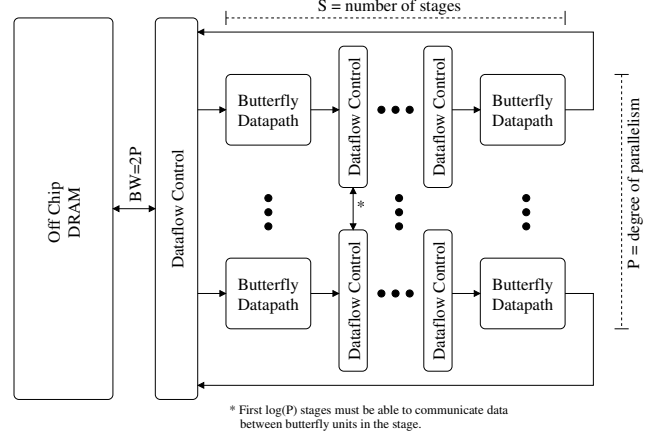 S = number of stages
Off Chip
DRAM
BW=2P
Dataflow Control
Butterfly
Datapath
Dataflow Control
Dataflow Control
Butterfly
Datapath
*
P = degree of parallelism
Butterfly
Datapath
Dataflow Control
Dataflow Control
Butterfly
Datapath
* First log(P) stages must be able to communicate data
between butterfly units in the stage.